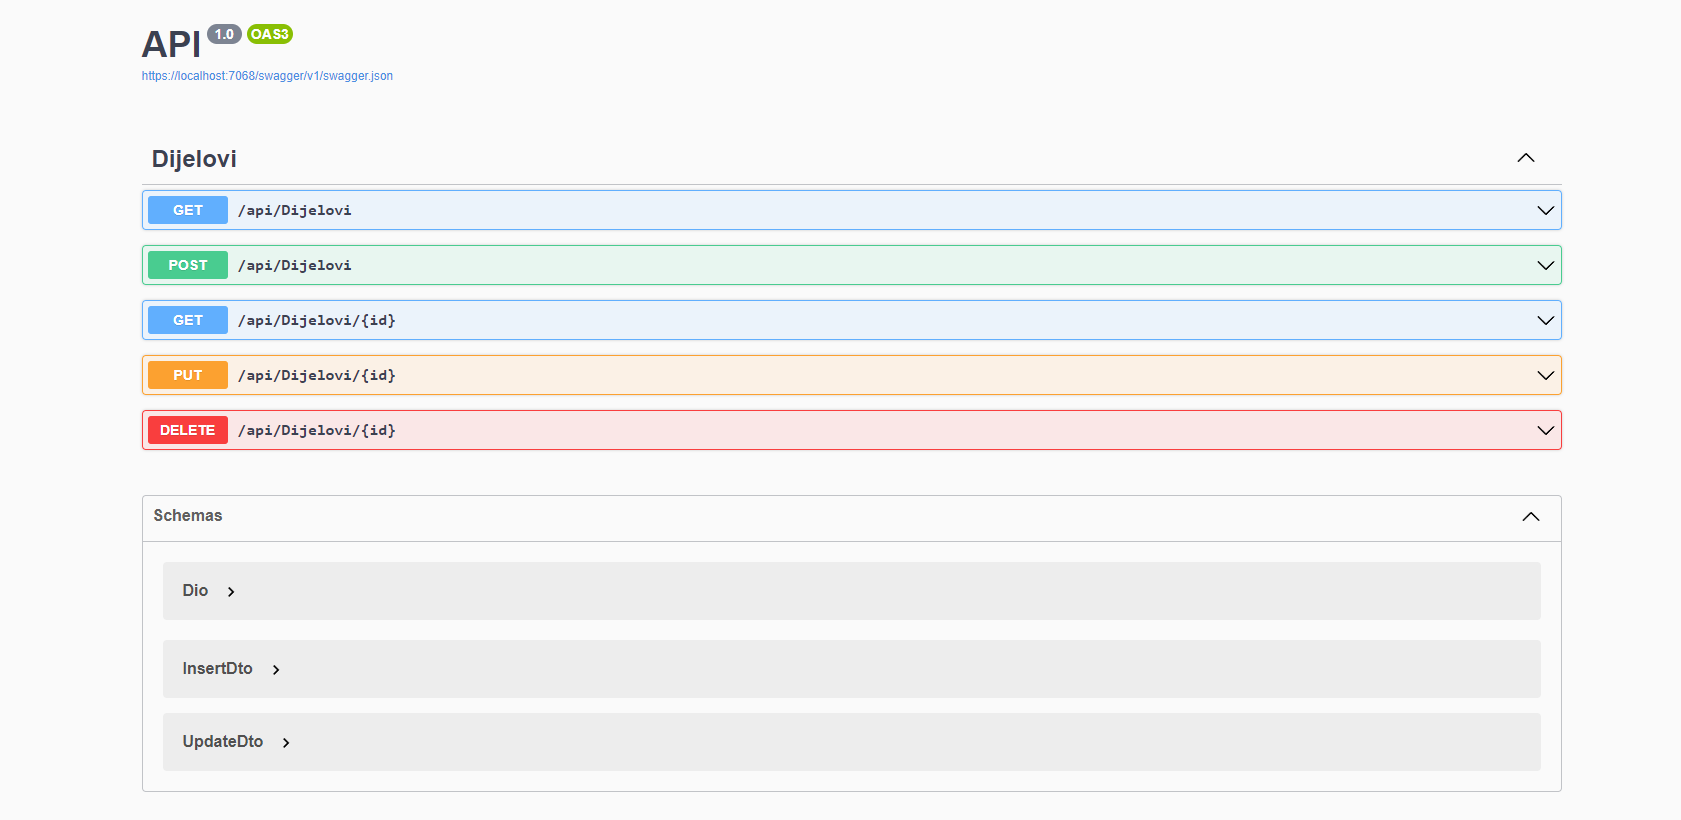 API 1.0 OAS3
https://localhost:7068/swagger/v1/swagger.json
Dijelovi
GET /api/Dijelovi
POST /api/Dijelovi
GET /api/Dijelovi/{id}
PUT /api/Dijelovi/{id}
DELETE /api/Dijelovi/{id}
Schemas
Dio
InsertDto
UpdateDto